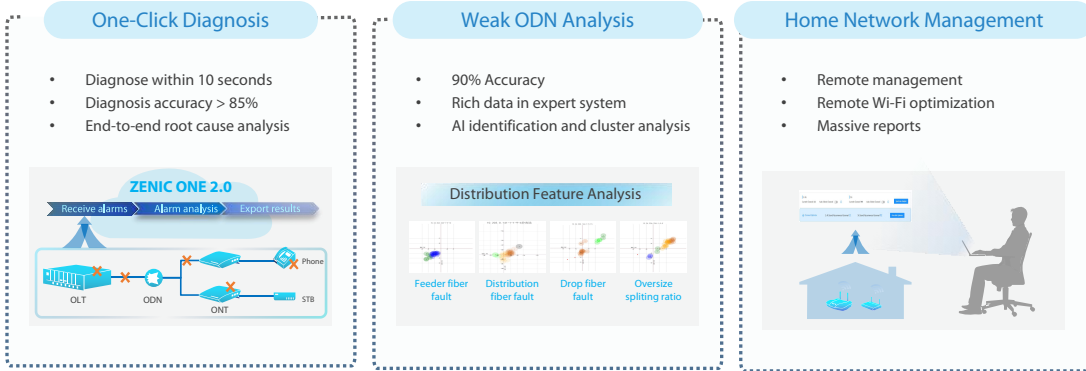 One-Click Diagnosis
• Diagnose within 10 seconds
• Diagnosis accuracy > 85%
• End-to-end root cause analysis
ZENIC ONE 2.0
Receive alarms
Alarm analysis
Export results
Phone
OLT
ODN
ONT
STB
Weak ODN Analysis
• 90% Accuracy
• Rich data in expert system
• AI identification and cluster analysis
Distribution Feature Analysis
Feeder fiber
fault
Distribution
fiber fault
Drop fiber
fault
Oversize
spliting ratio
Home Network Management
• Remote management
• Remote Wi-Fi optimization
• Massive reports